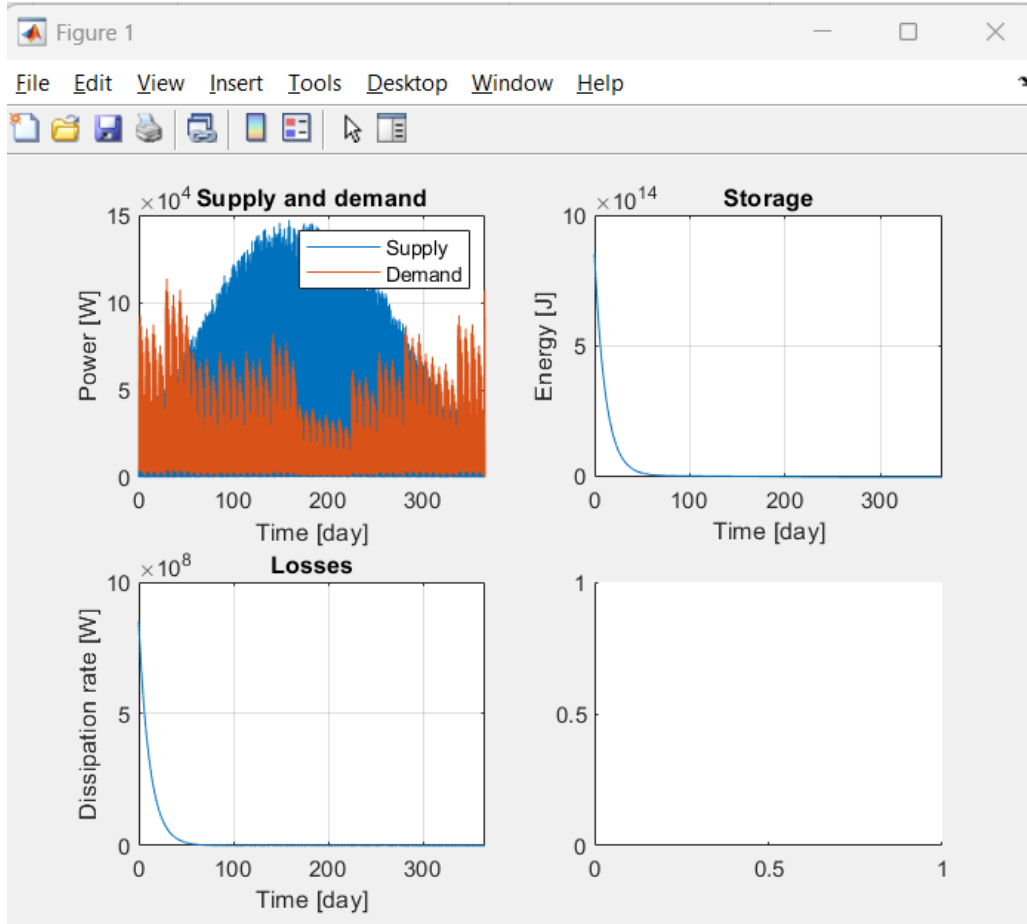 Figure 1
File Edit View Insert Tools Desktop Window Help
×10^4 Supply and demand
15
10
5
0
0 100 200 300
Power [W]
Time [day]
Supply
Demand
×10^14 Storage
10
5
0
0 100 200 300
Energy [J]
Time [day]
×10^8 Losses
10
5
0
0 100 200 300
Dissipation rate [W]
Time [day]
1
0.5
0
0 0.5 1